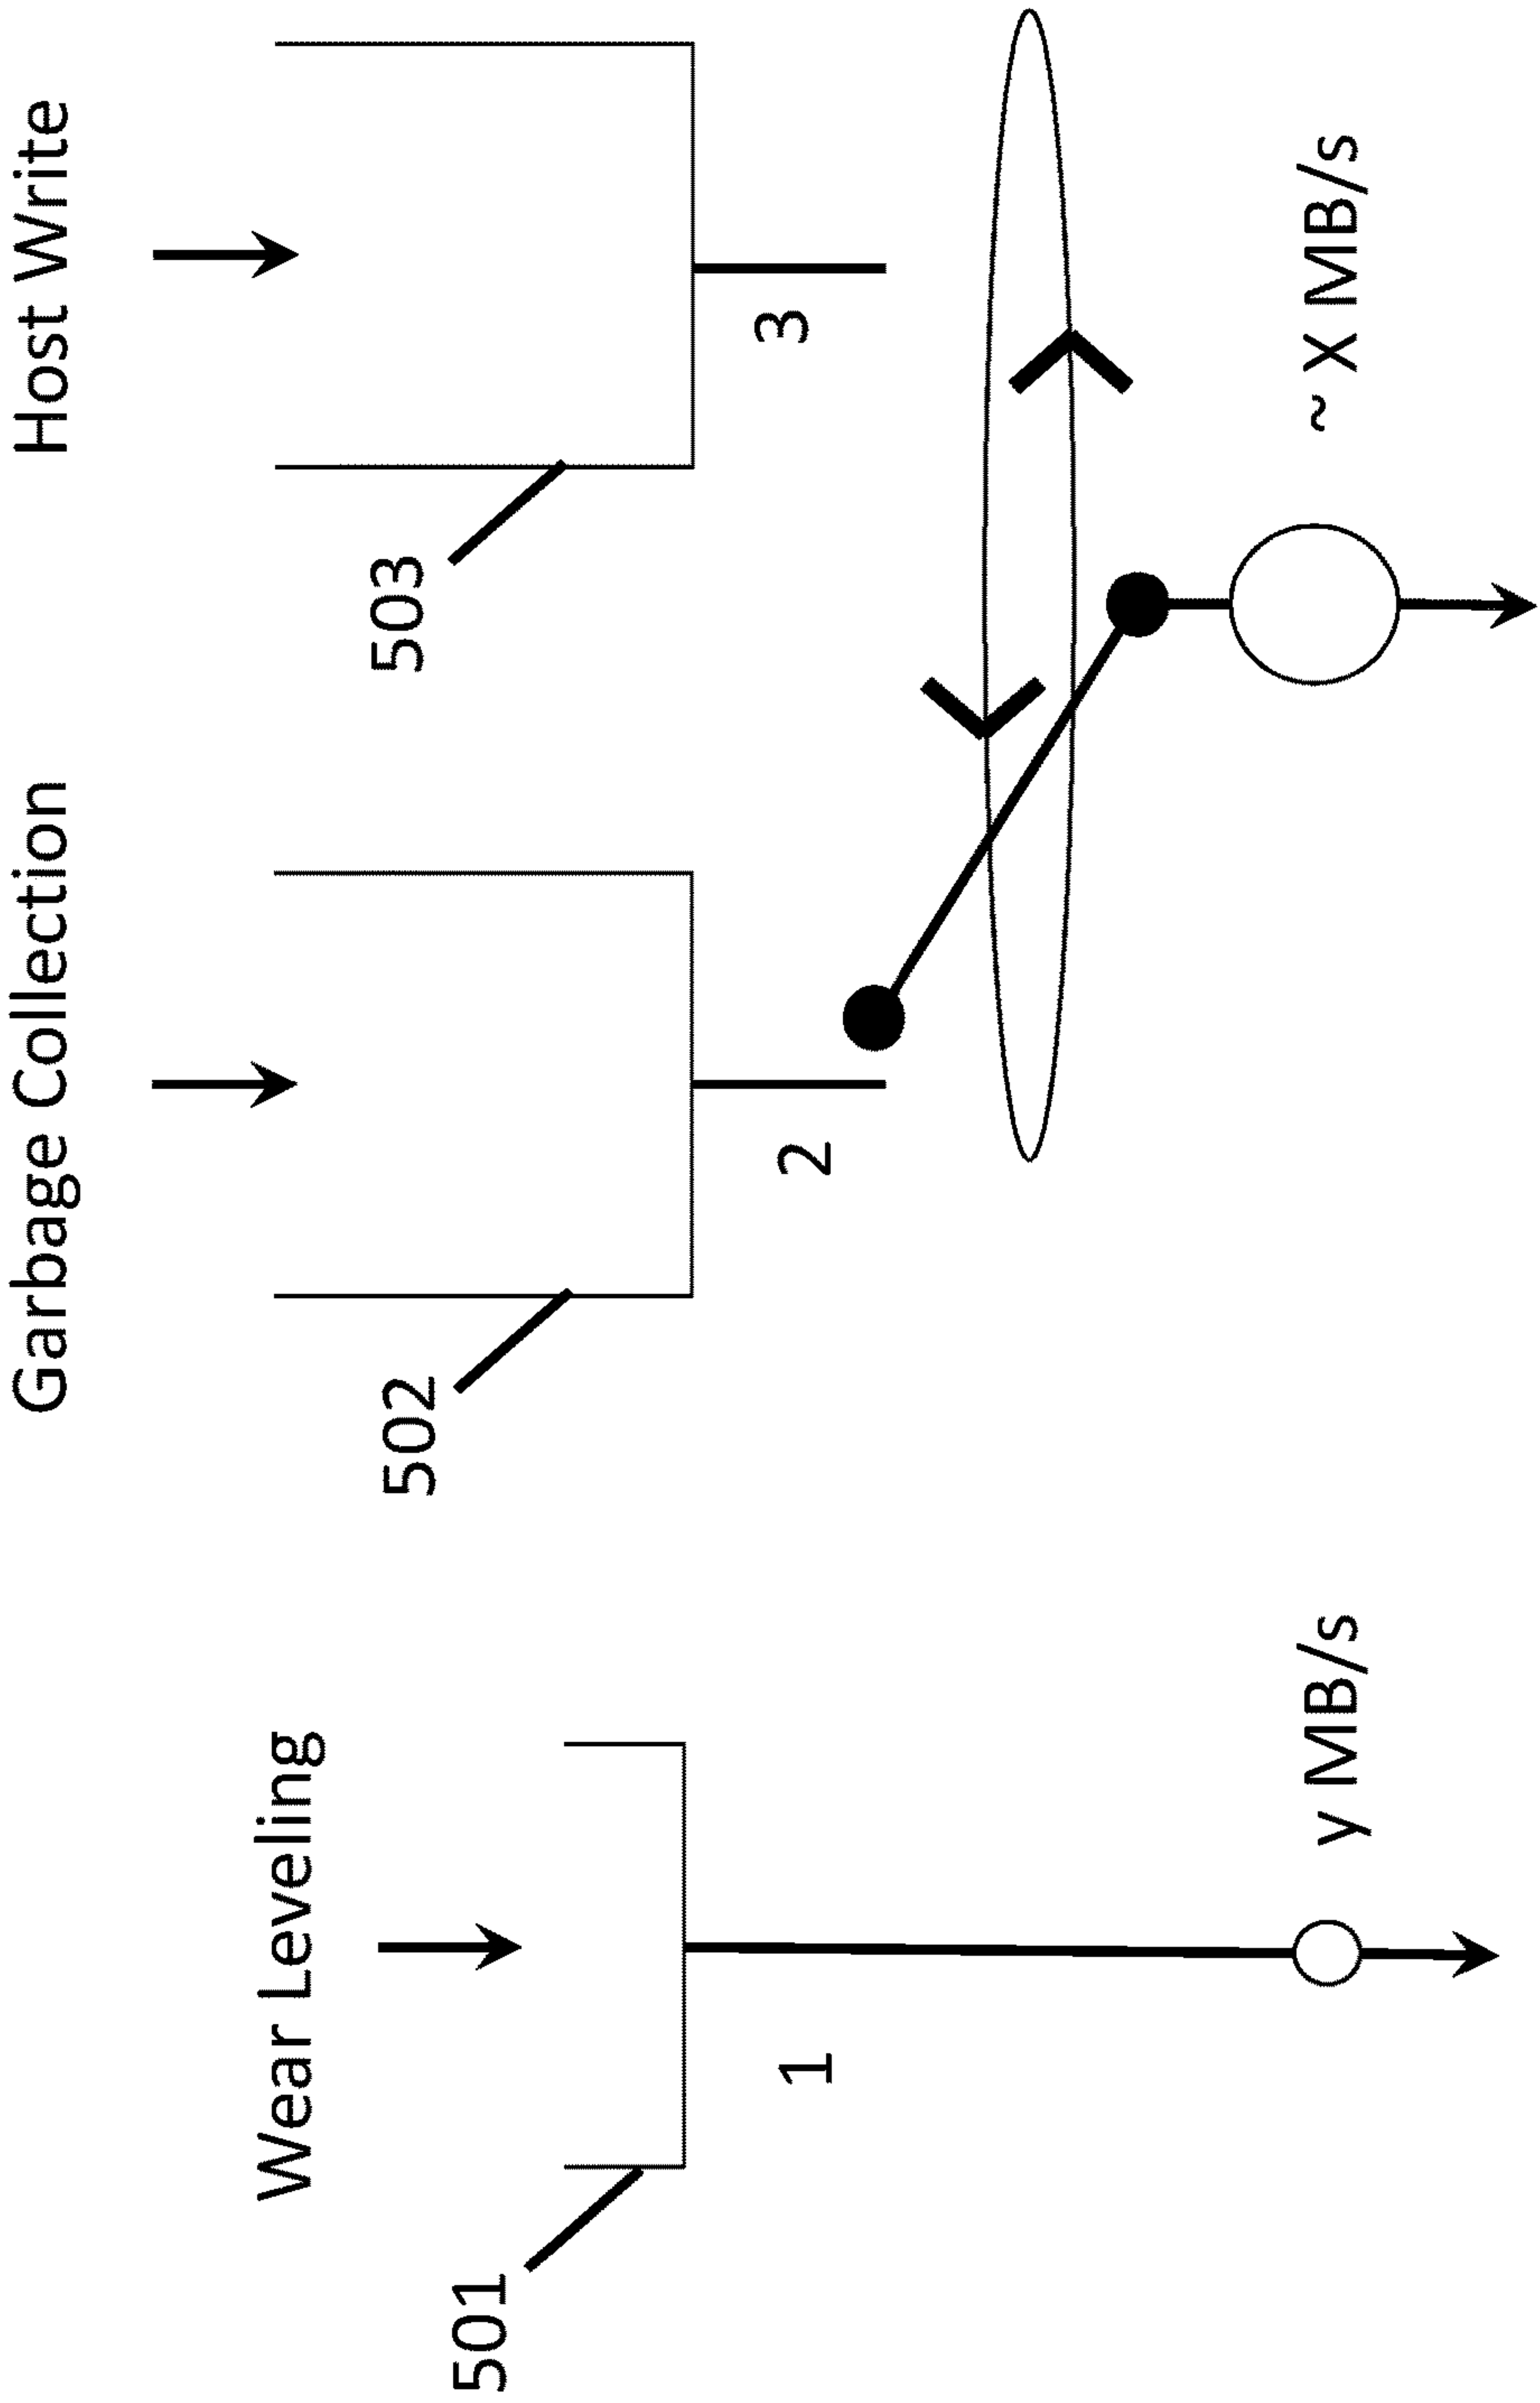 Wear Leveling
Garbage Collection
Host Write
501
502
503
1
2
3
y MB/s
~ X MB/s